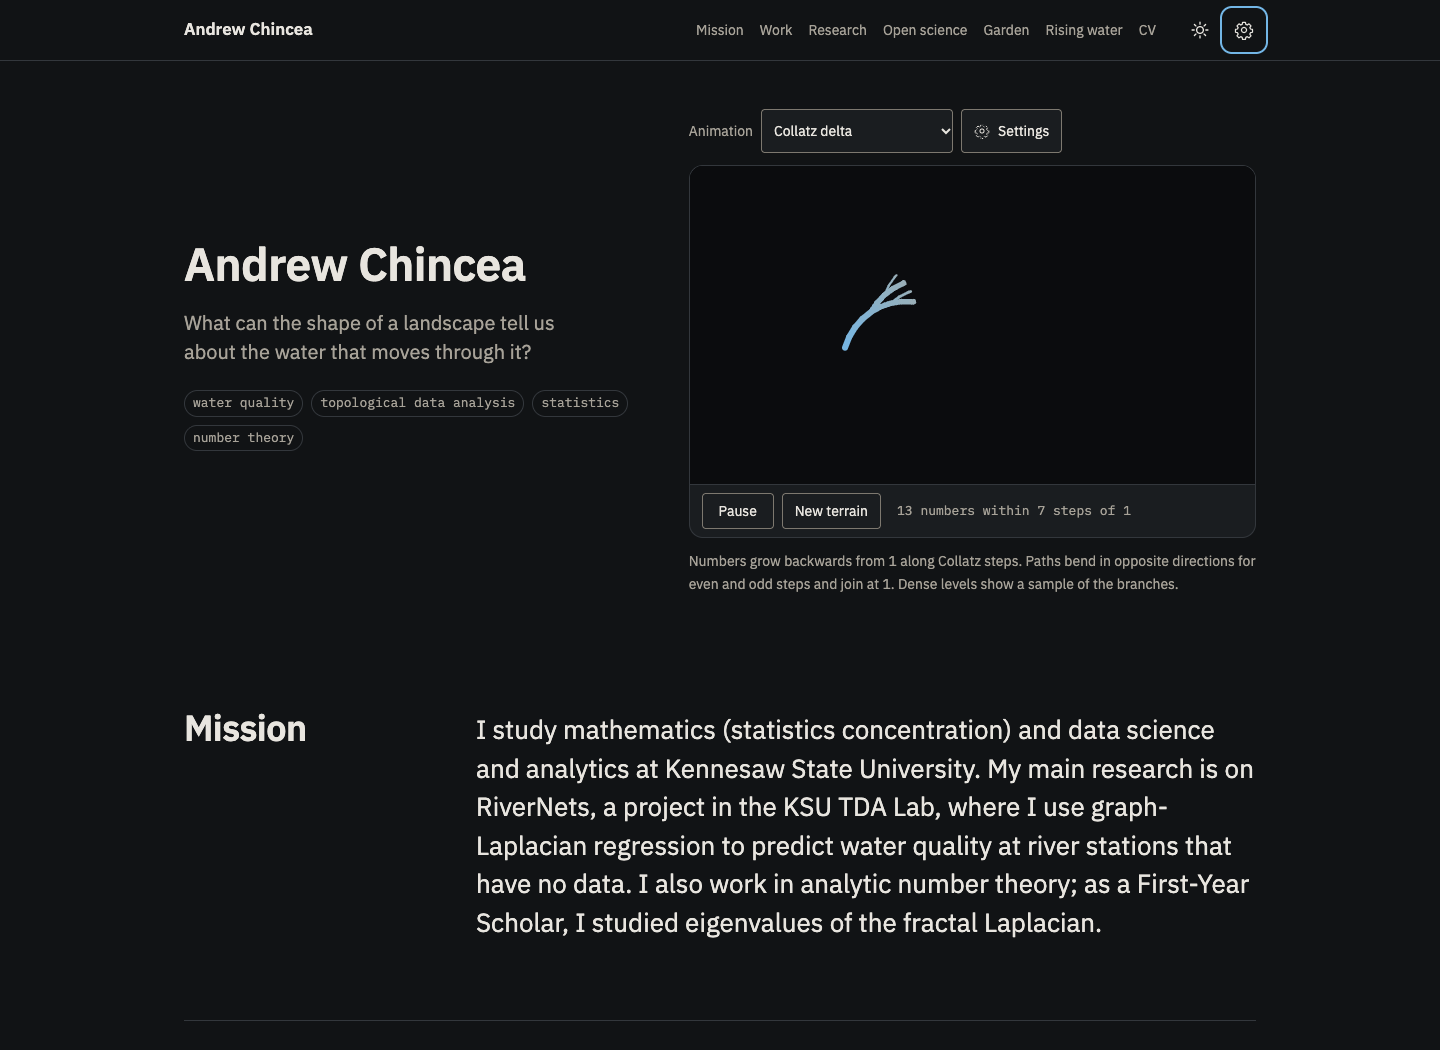 Andrew Chincea
Mission Work Research Open science Garden Rising water CV
Animation Collatz delta Settings
Andrew Chincea
What can the shape of a landscape tell us
about the water that moves through it?
water quality topological data analysis statistics
number theory
Pause New terrain 13 numbers within 7 steps of 1
Numbers grow backwards from 1 along Collatz steps. Paths bend in opposite directions for
even and odd steps and join at 1. Dense levels show a sample of the branches.
Mission
I study mathematics (statistics concentration) and data science
and analytics at Kennesaw State University. My main research is on
RiverNets, a project in the KSU TDA Lab, where I use graph-
Laplacian regression to predict water quality at river stations that
have no data. I also work in analytic number theory; as a First-Year
Scholar, I studied eigenvalues of the fractal Laplacian.